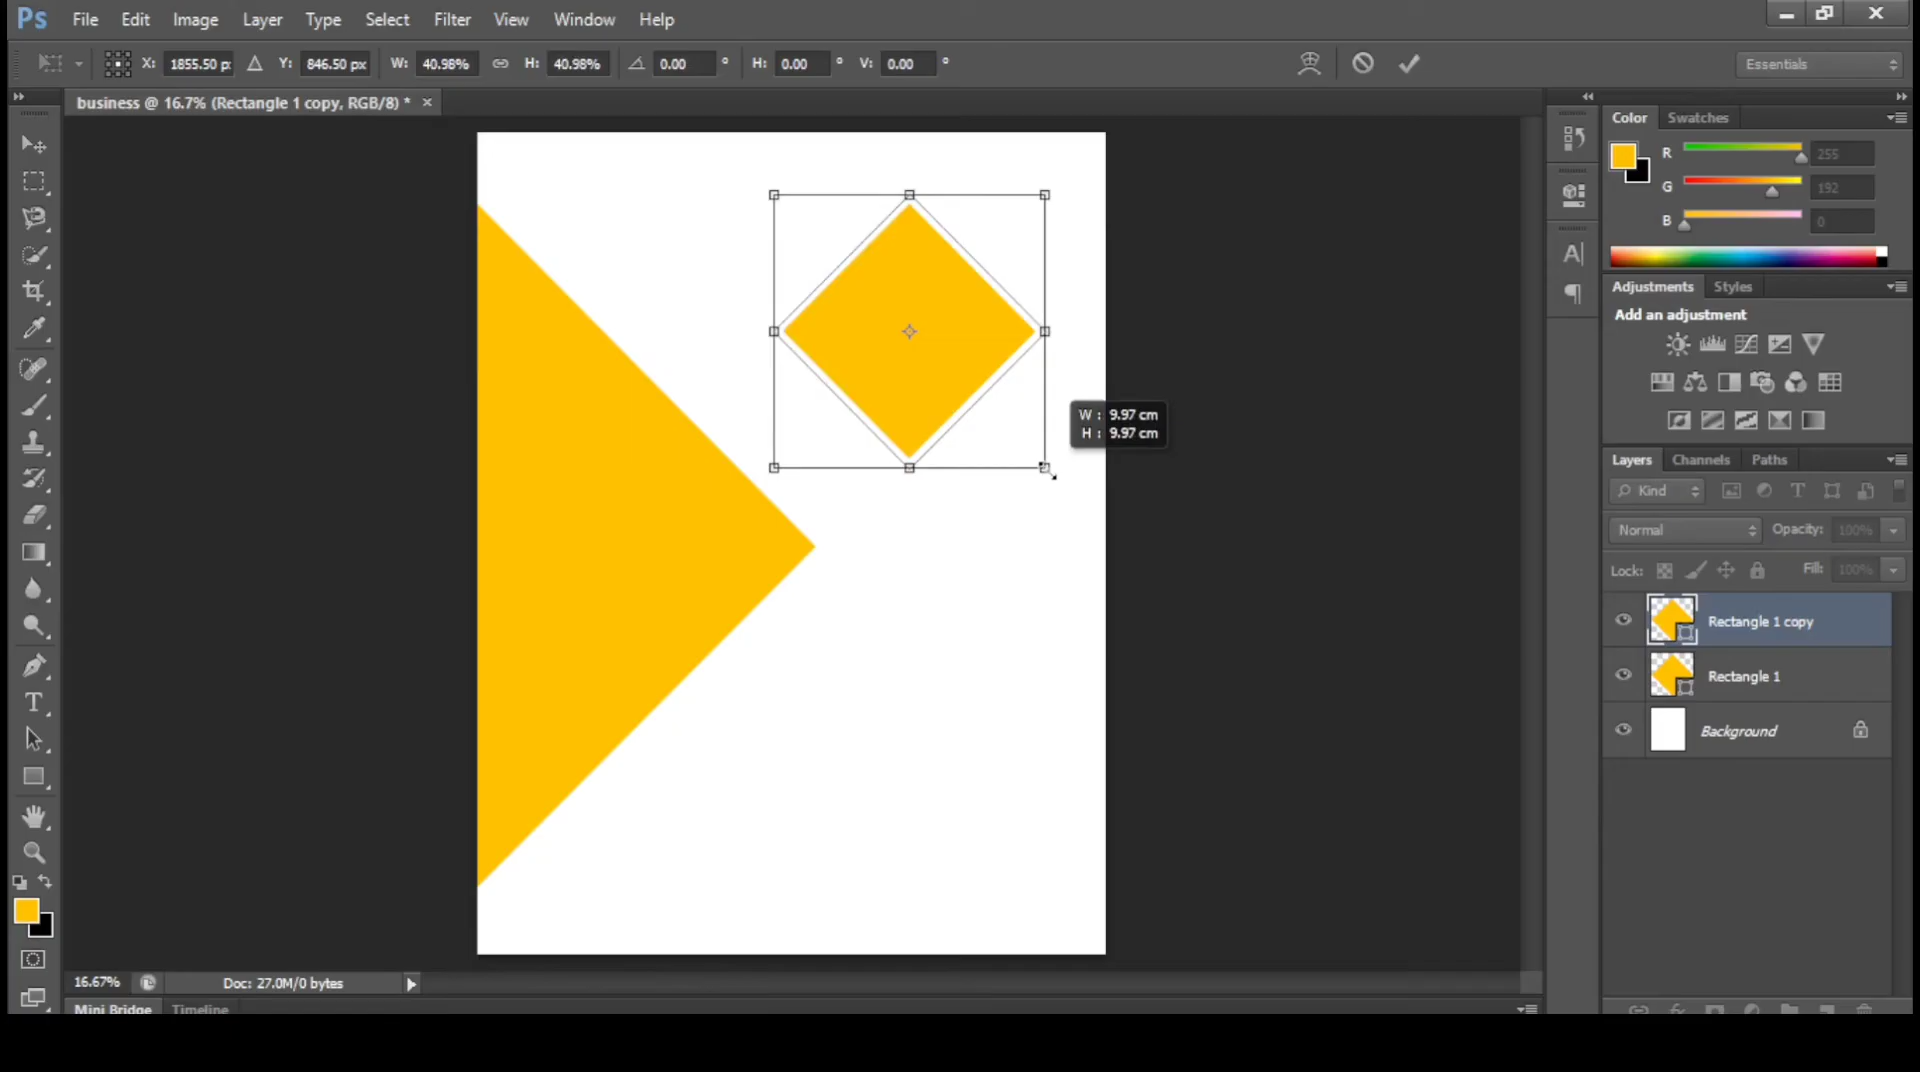 Ps File Edit Image Layer Type Select Filter View Window Help
X: 1855.50 px Y: 846.50 px W: 40.98% H: 40.98% 0.00 ° H: 0.00 ° V: 0.00 ° Essentials
business @ 16.7% (Rectangle 1 copy, RGB/8) * ×
Color Swatches
R 255
G 192
B 0
Adjustments Styles
Add an adjustment
W : 9.97 cm
H : 9.97 cm
Layers Channels Paths
Kind
Normal Opacity: 100%
Lock: Fill: 100%
Rectangle 1 copy
Rectangle 1
Background
16.67% Doc: 27.0M/0 bytes
Mini Bridge Timeline